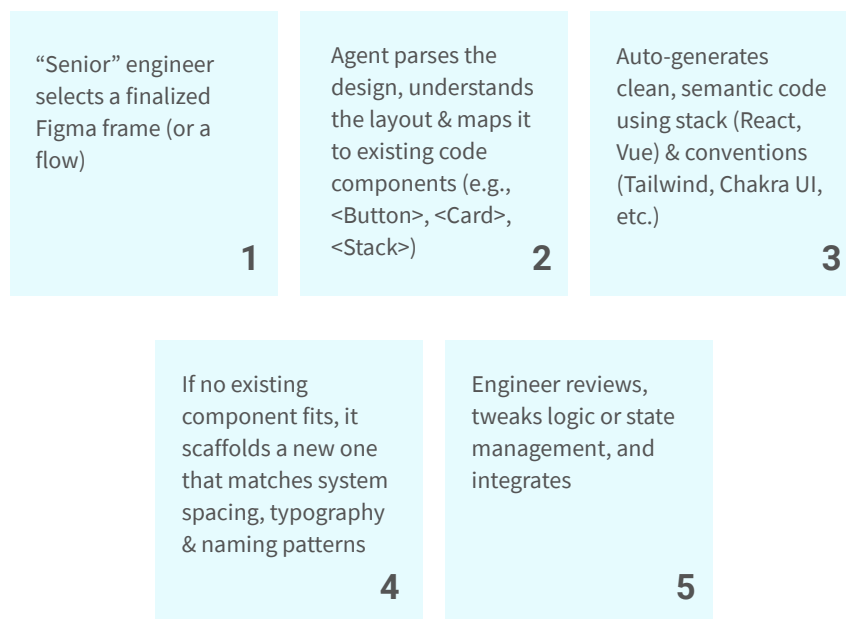 “Senior” engineer
selects a finalized
Figma frame (or a
flow)
1
Agent parses the
design, understands
the layout & maps it
to existing code
components (e.g.,
<Button>, <Card>,
<Stack>)
2
Auto-generates
clean, semantic code
using stack (React,
Vue) & conventions
(Tailwind, Chakra UI,
etc.)
3
If no existing
component fits, it
scaffolds a new one
that matches system
spacing, typography
& naming patterns
4
Engineer reviews,
tweaks logic or state
management, and
integrates
5